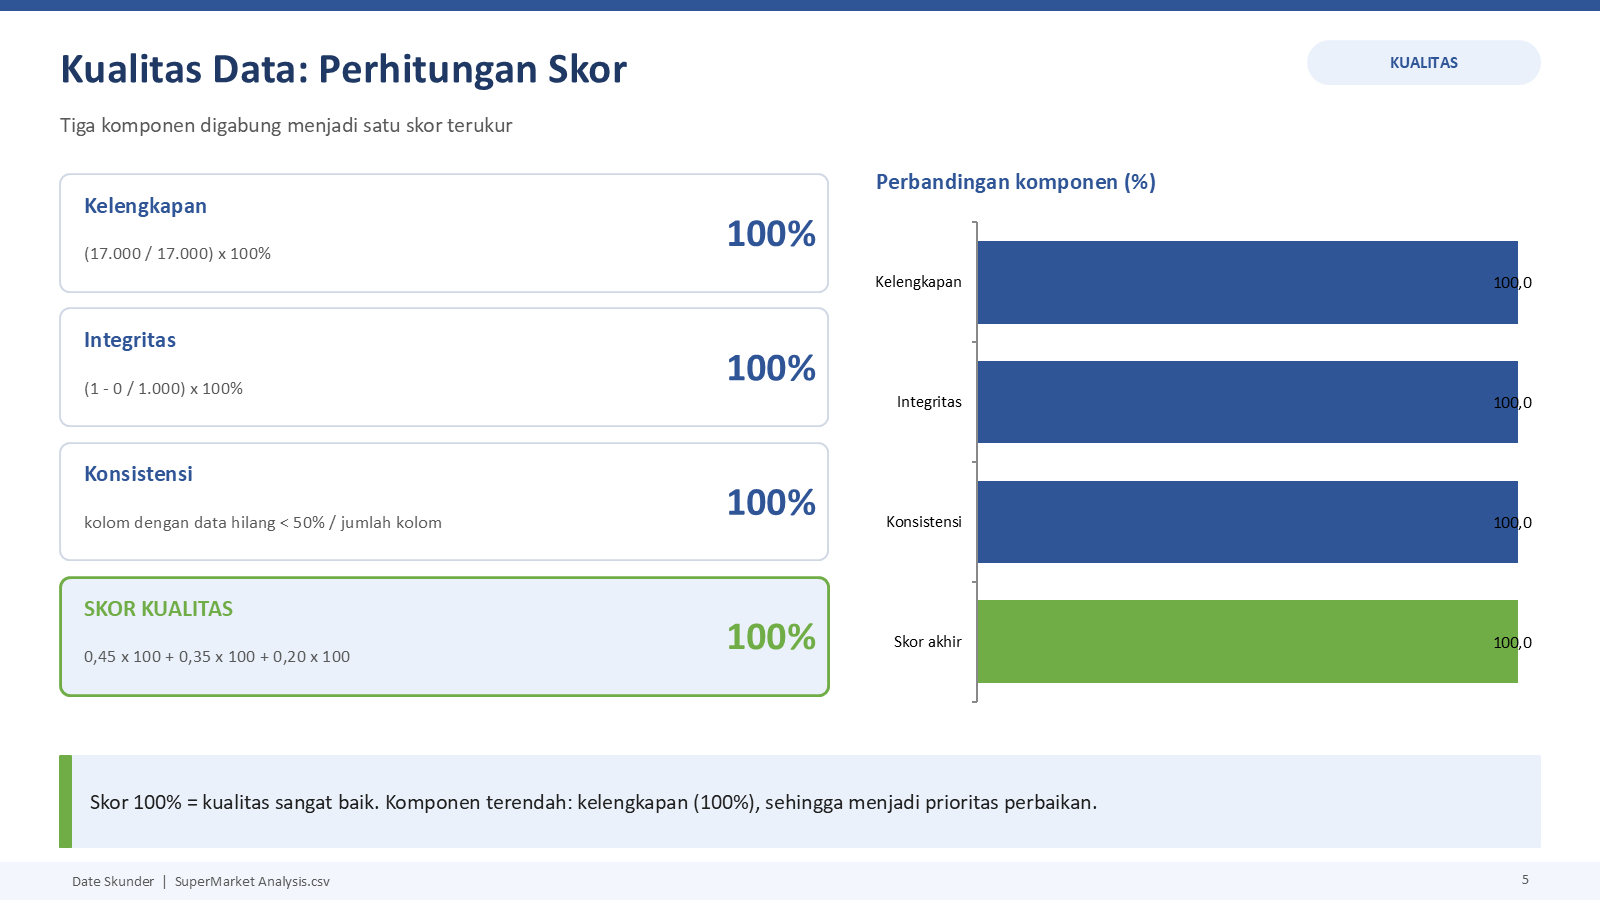 Kualitas Data: Perhitungan Skor
KUALITAS
Tiga komponen digabung menjadi satu skor terukur
Kelengkapan
(17.000 / 17.000) x 100%
100%
Integritas
(1 - 0 / 1.000) x 100%
100%
Konsistensi
kolom dengan data hilang < 50% / jumlah kolom
100%
SKOR KUALITAS
0,45 x 100 + 0,35 x 100 + 0,20 x 100
100%
Perbandingan komponen (%)
Kelengkapan
100,0
Integritas
100,0
Konsistensi
100,0
Skor akhir
100,0
Skor 100% = kualitas sangat baik. Komponen terendah: kelengkapan (100%), sehingga menjadi prioritas perbaikan.
Date Skunder | SuperMarket Analysis.csv
5